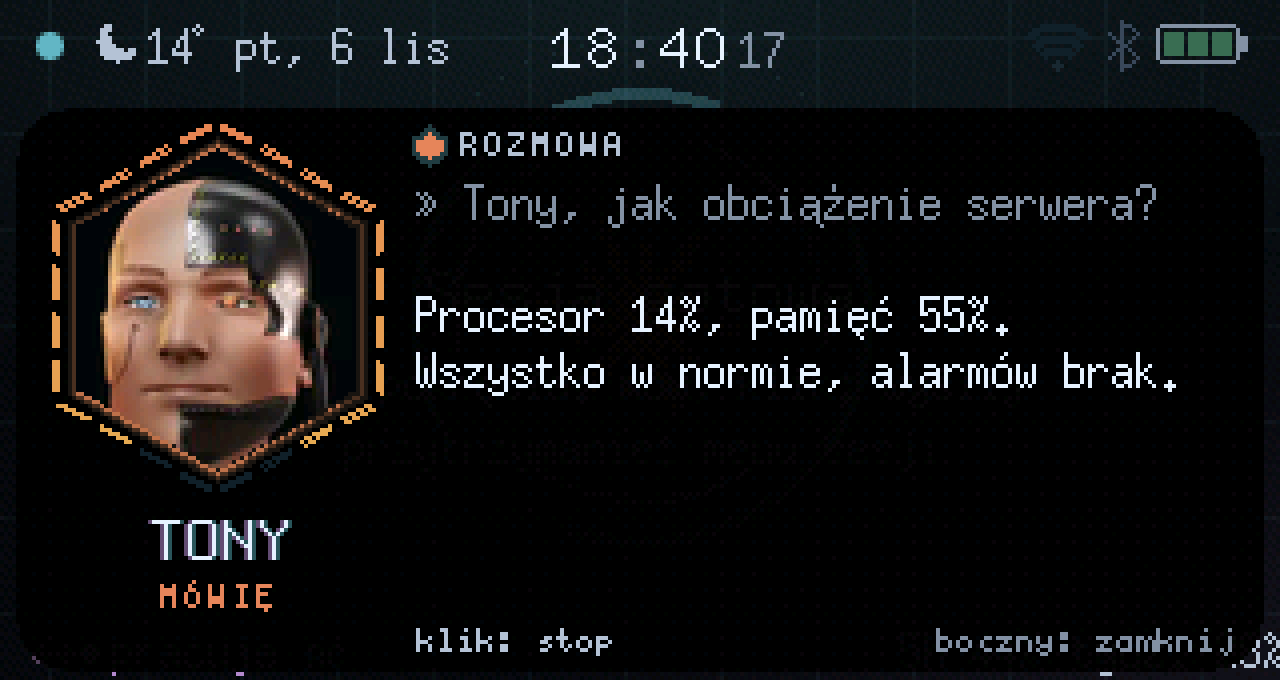 14° pt, 6 lis 18:40 17
ROZMOWA
» Tony, jak obciążenie serwera?
Procesor 14%, pamięć 55%.
Wszystko w normie, alarmów brak.
TONY
MÓWIĘ
klik: stop boczny: zamknij